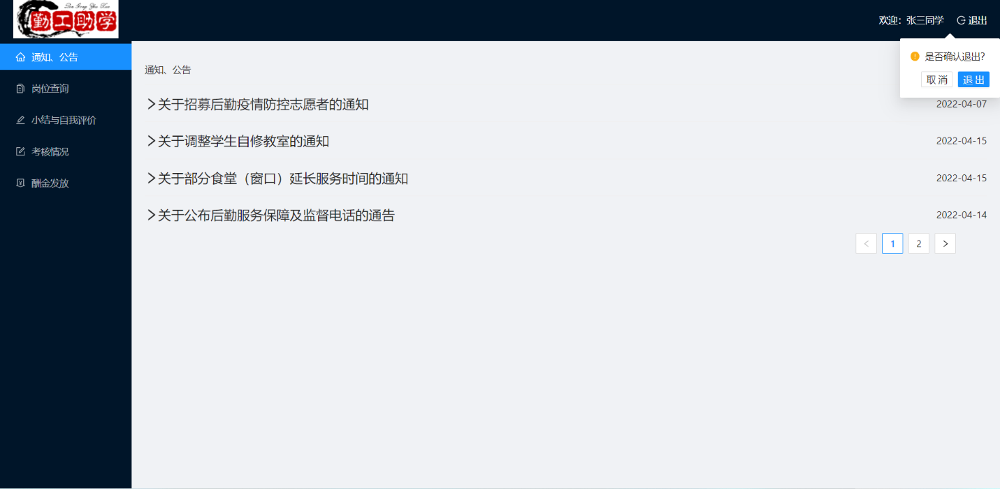 Qin Gong Zhu Xue
勤工助学
欢迎：张三同学 退出
是否确认退出?
取消 退出
通知、公告
岗位查询
小结与自我评价
考核情况
酬金发放
通知、公告
关于招募后勤疫情防控志愿者的通知 2022-04-07
关于调整学生自修教室的通知 2022-04-15
关于部分食堂（窗口）延长服务时间的通知 2022-04-15
关于公布后勤服务保障及监督电话的通告 2022-04-14
< 1 2 >